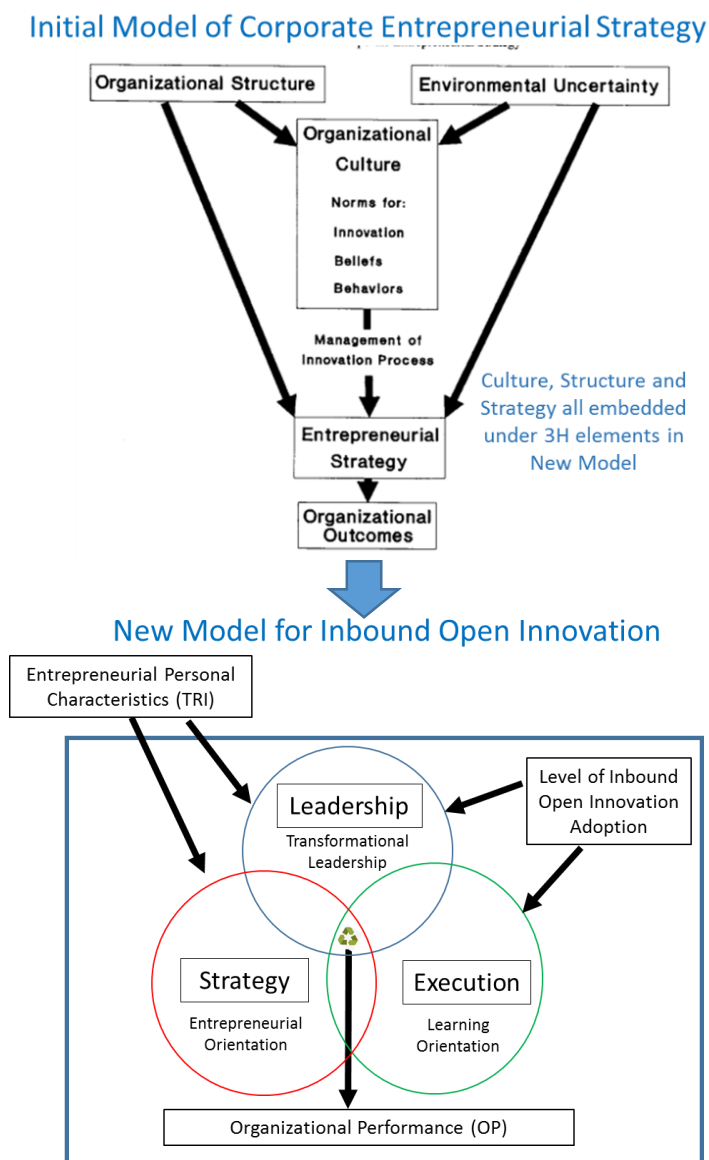 Initial Model of Corporate Entrepreneurial Strategy
Organizational Structure
Environmental Uncertainty
Organizational
Culture
Norms for:
Innovation
Beliefs
Behaviors
Management of
Innovation Process
Culture, Structure and
Strategy all embedded
under 3H elements in
New Model
Entrepreneurial
Strategy
Organizational
Outcomes
New Model for Inbound Open Innovation
Entrepreneurial Personal
Characteristics (TRI)
Leadership
Transformational
Leadership
Level of Inbound
Open Innovation
Adoption
Strategy
Entrepreneurial
Orientation
Execution
Learning
Orientation
Organizational Performance (OP)